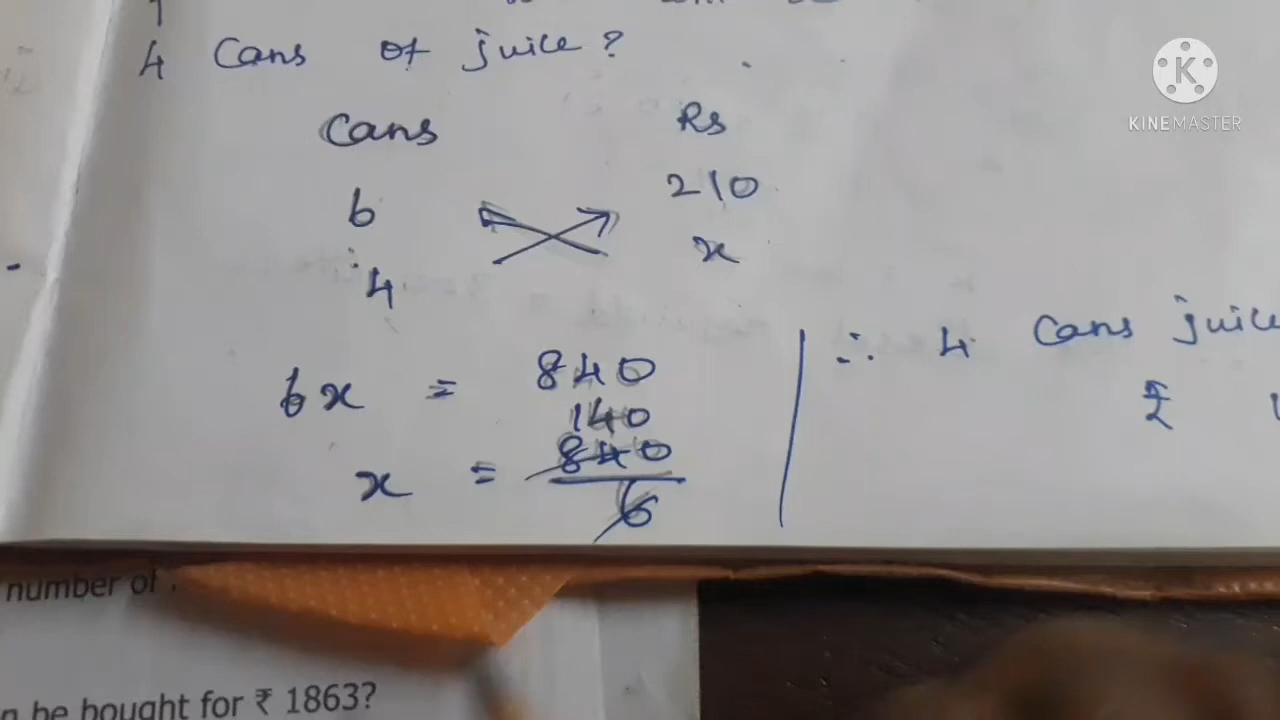 4 Cans of juice?
Cans Rs
6 210
4 x
6x = 840
140
x = 840
6
∴ 4 Cans juice
₹
KINEMASTER
number of
be bought for ₹ 1863?